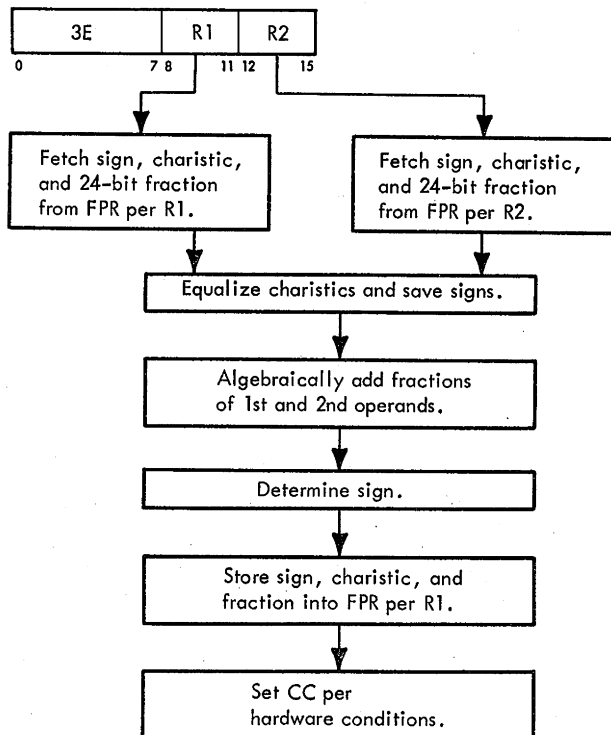 3E R1 R2
0 7 8 11 12 15
Fetch sign, charistic,
and 24-bit fraction
from FPR per R1.
Fetch sign, charistic,
and 24-bit fraction
from FPR per R2.
Equalize charistics and save signs.
Algebraically add fractions
of 1st and 2nd operands.
Determine sign.
Store sign, charistic, and
fraction into FPR per R1.
Set CC per
hardware conditions.